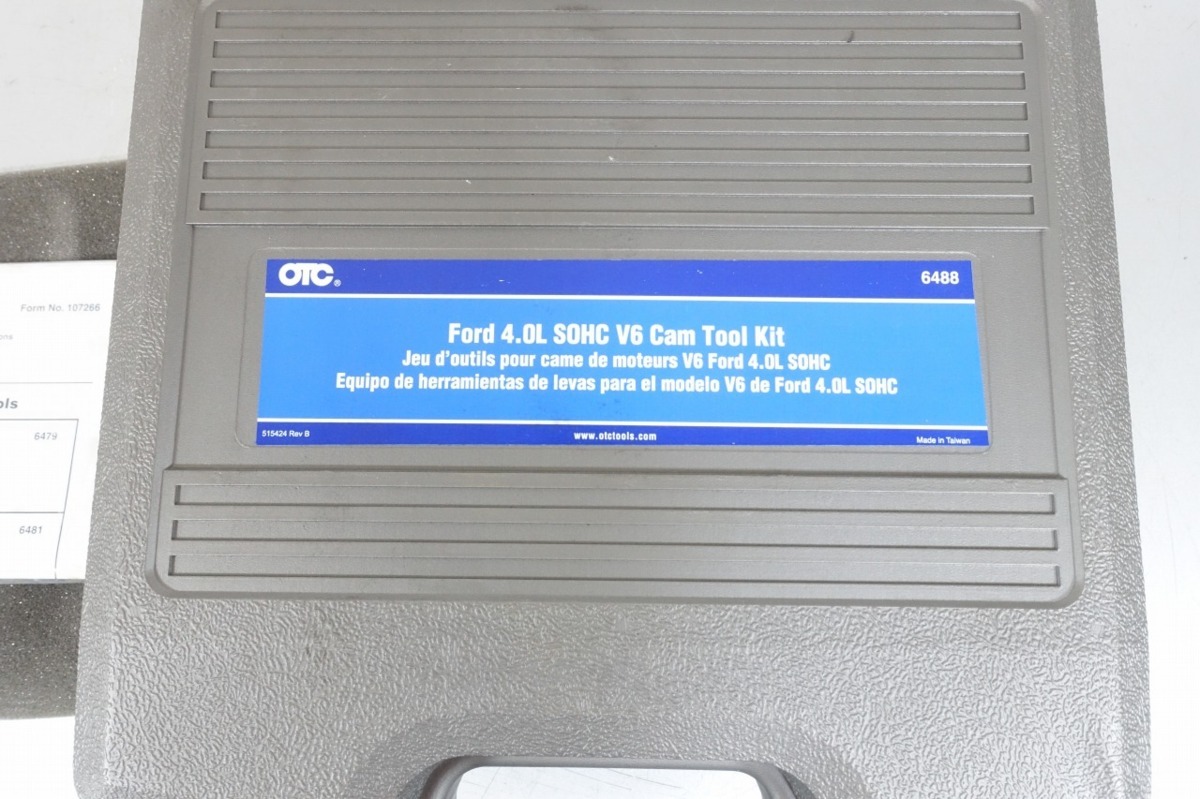 OTC®
6488
Ford 4.0L SOHC V6 Cam Tool Kit
Jeu d'outils pour came de moteurs V6 Ford 4.0L SOHC
Equipo de herramientas de levas para el modelo V6 de Ford 4.0L SOHC
515424 Rev B
www.otctools.com
Made in Taiwan
Form No. 107266
ons
ols
6479
6481